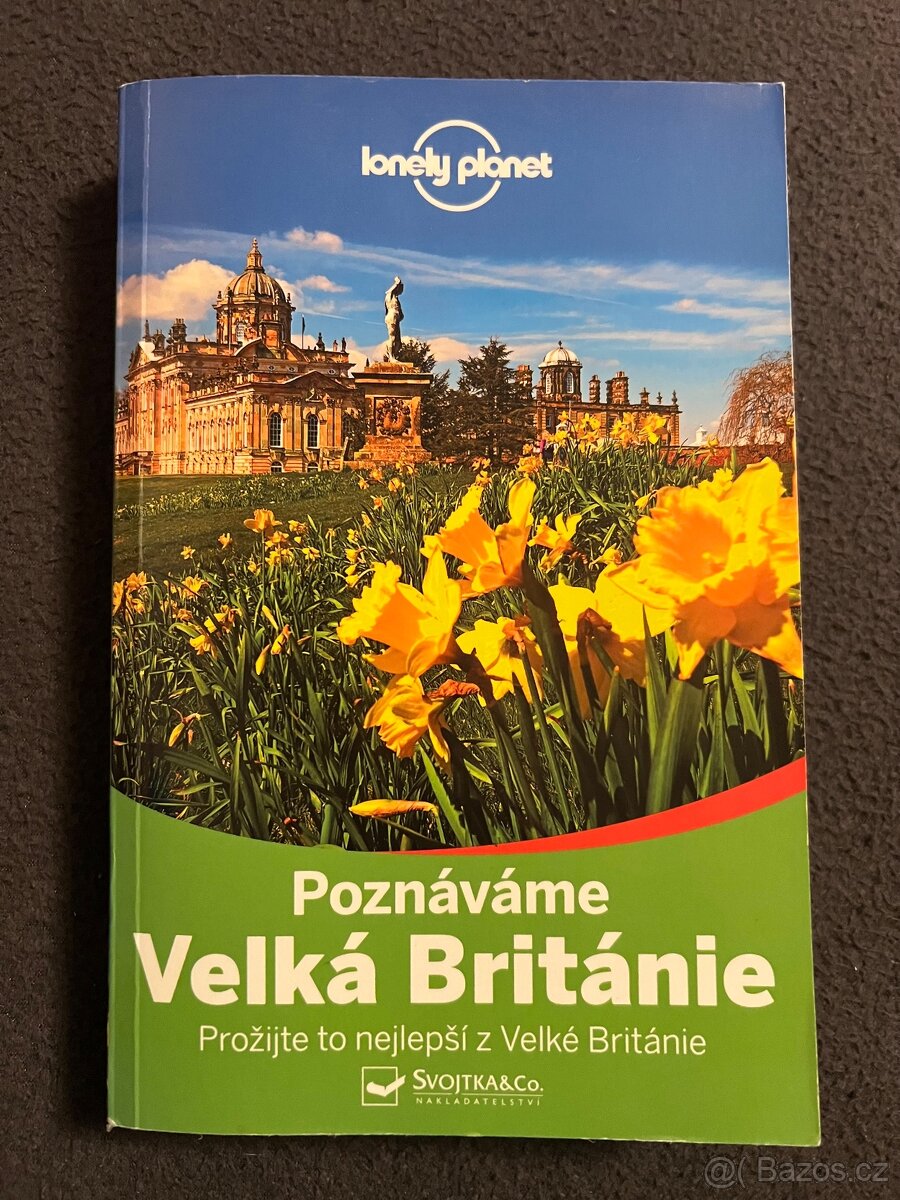 lonely planet
Poznáváme
Velká Británie
Prožijte to nejlepší z Velké Británie
Svojtka&Co.
NAKLADATELSTVÍ
@( Bazos.cz